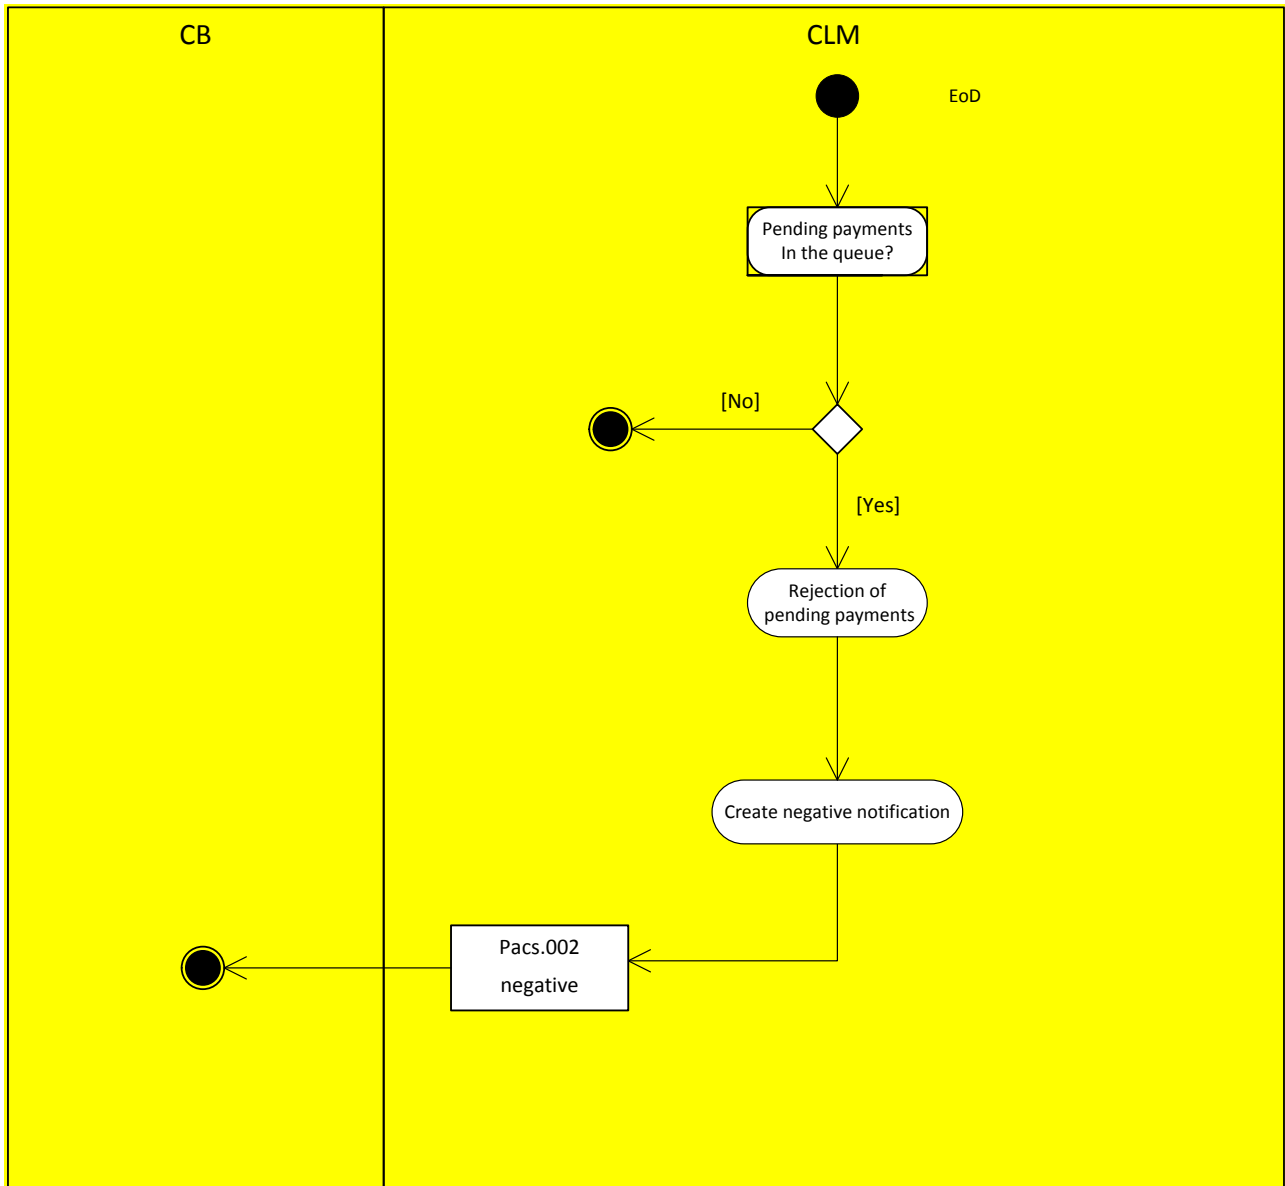 CB
CLM
EoD
Pending payments
In the queue?
[No]
[Yes]
Rejection of
pending payments
Create negative notification
Pacs.002
negative